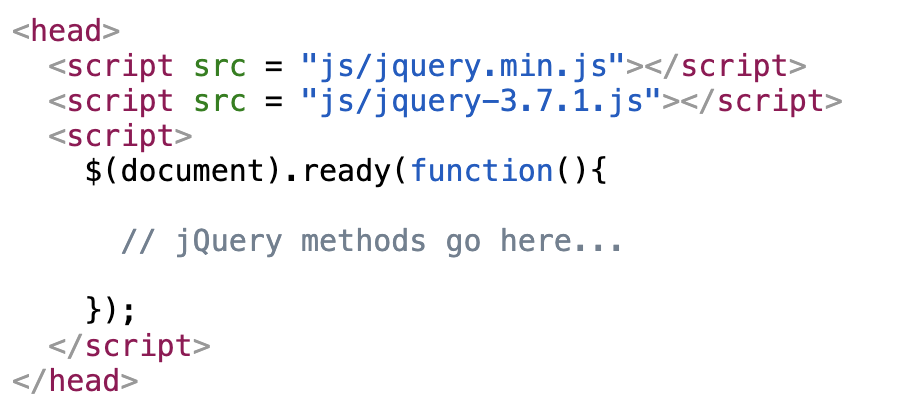 <head>
  <script src = "js/jquery.min.js"></script>
  <script src = "js/jquery-3.7.1.js"></script>
  <script>
    $(document).ready(function(){
      // jQuery methods go here...
    });
  </script>
</head>